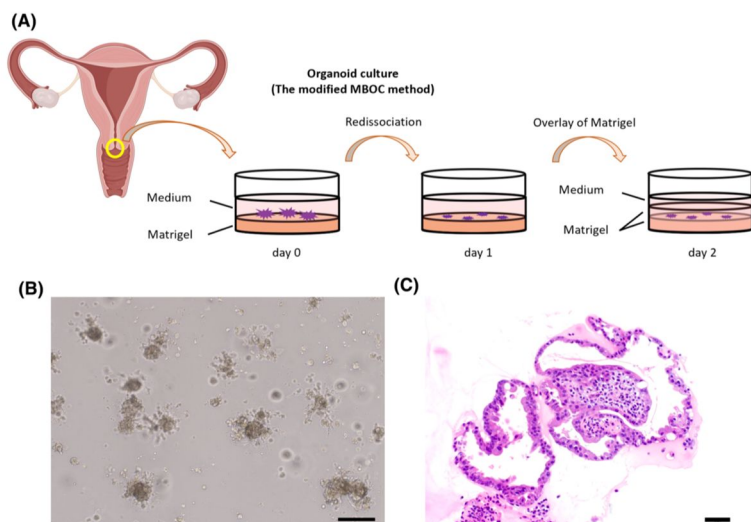 (A)
Organoid culture
(The modified MBOC method)
Redissociation
Overlay of Matrigel
Medium
Matrigel
Medium
Matrigel
day 0
day 1
day 2
(B)
(C)